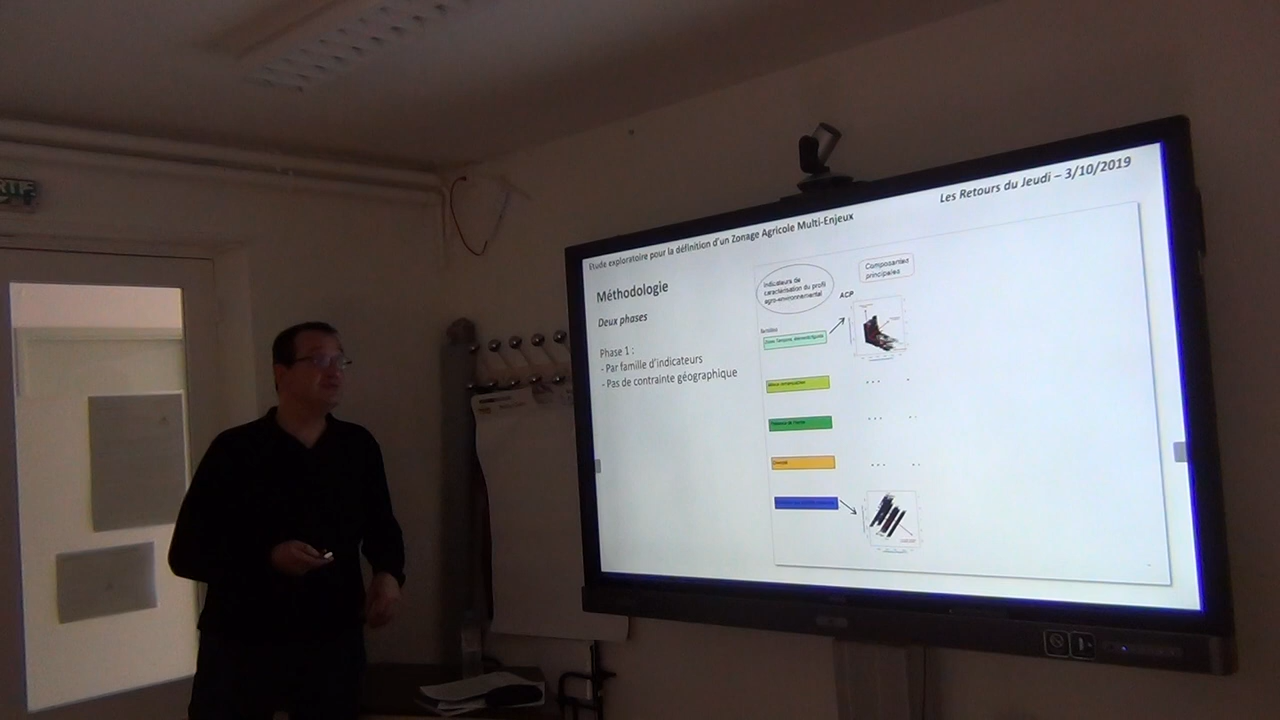 Les Retours du Jeudi – 3/10/2019
Etude exploratoire pour la définition d'un Zonage Agricole Multi-Enjeux
Méthodologie
Deux phases
Phase 1 :
- Par famille d'indicateurs
- Pas de contrainte géographique
Indicateurs de
caractérisation du profil
agro-environnemental
Composantes
principales
ACP
familles